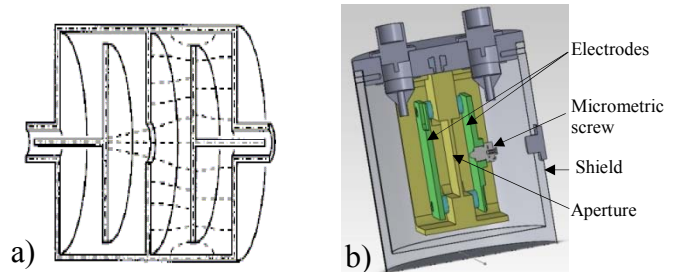 a)
b)
Electrodes
Micrometric
screw
Shield
Aperture